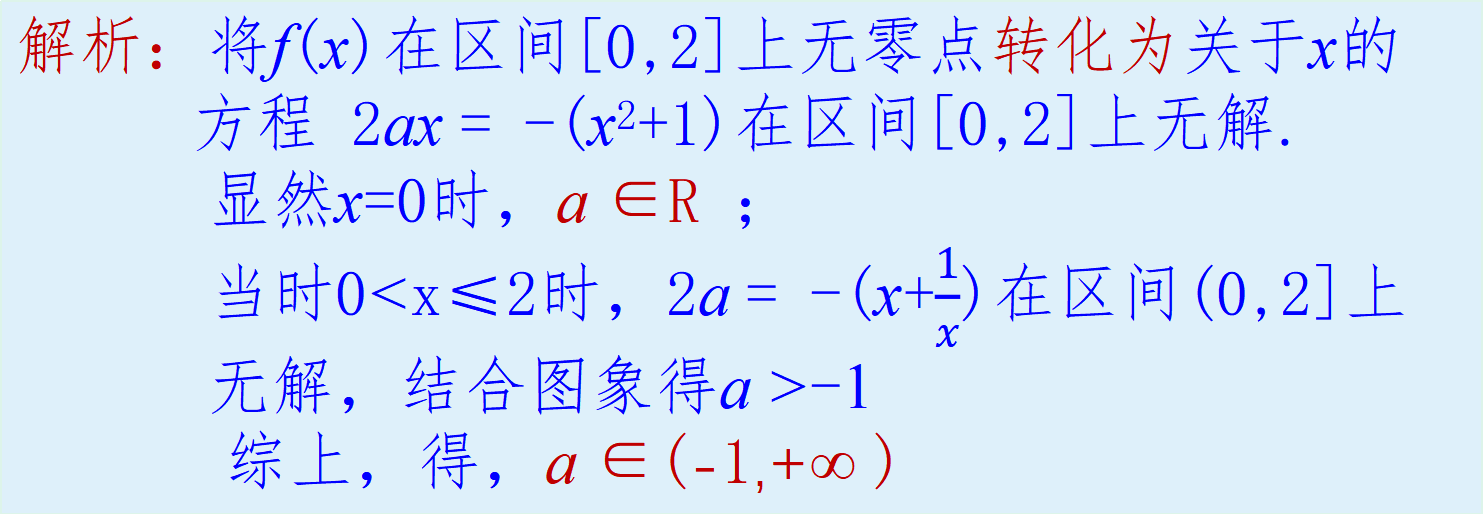 解析：将f(x)在区间[0,2]上无零点转化为关于x的
方程 2ax = -(x²+1)在区间[0,2]上无解.
显然x=0时，a ∈R ；
当时0<x≤2时，2a = -(x+1/x)在区间(0,2]上
无解，结合图象得a >-1
综上，得，a ∈(-1,+∞)